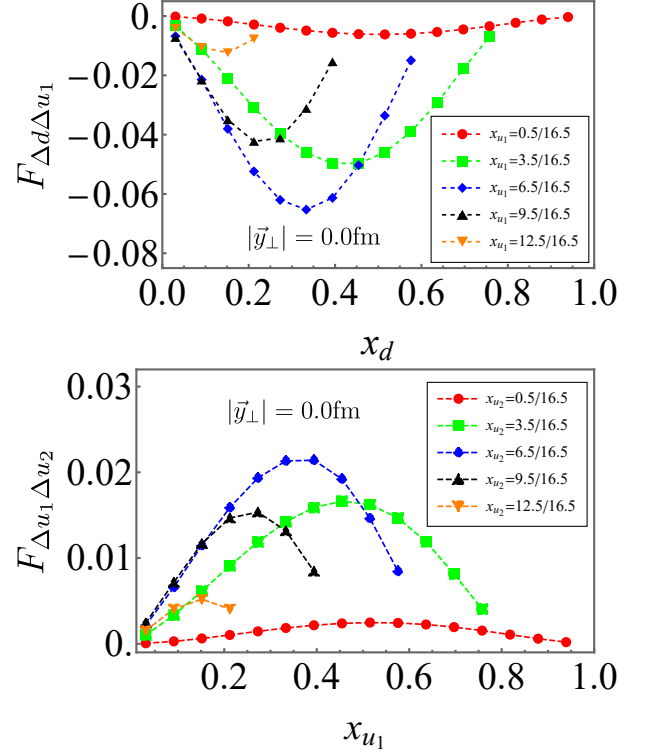 0.
−0.02
−0.04
−0.06
−0.08
F_{Δd Δu_1}
x_{u_1}=0.5/16.5
x_{u_1}=3.5/16.5
x_{u_1}=6.5/16.5
x_{u_1}=9.5/16.5
x_{u_1}=12.5/16.5
|\vec{y}_⊥| = 0.0fm
0.0 0.2 0.4 0.6 0.8 1.0
x_d
0.03
0.02
0.01
0.
F_{Δu_1 Δu_2}
|\vec{y}_⊥| = 0.0fm
x_{u_2}=0.5/16.5
x_{u_2}=3.5/16.5
x_{u_2}=6.5/16.5
x_{u_2}=9.5/16.5
x_{u_2}=12.5/16.5
0.2 0.4 0.6 0.8 1.0
x_{u_1}